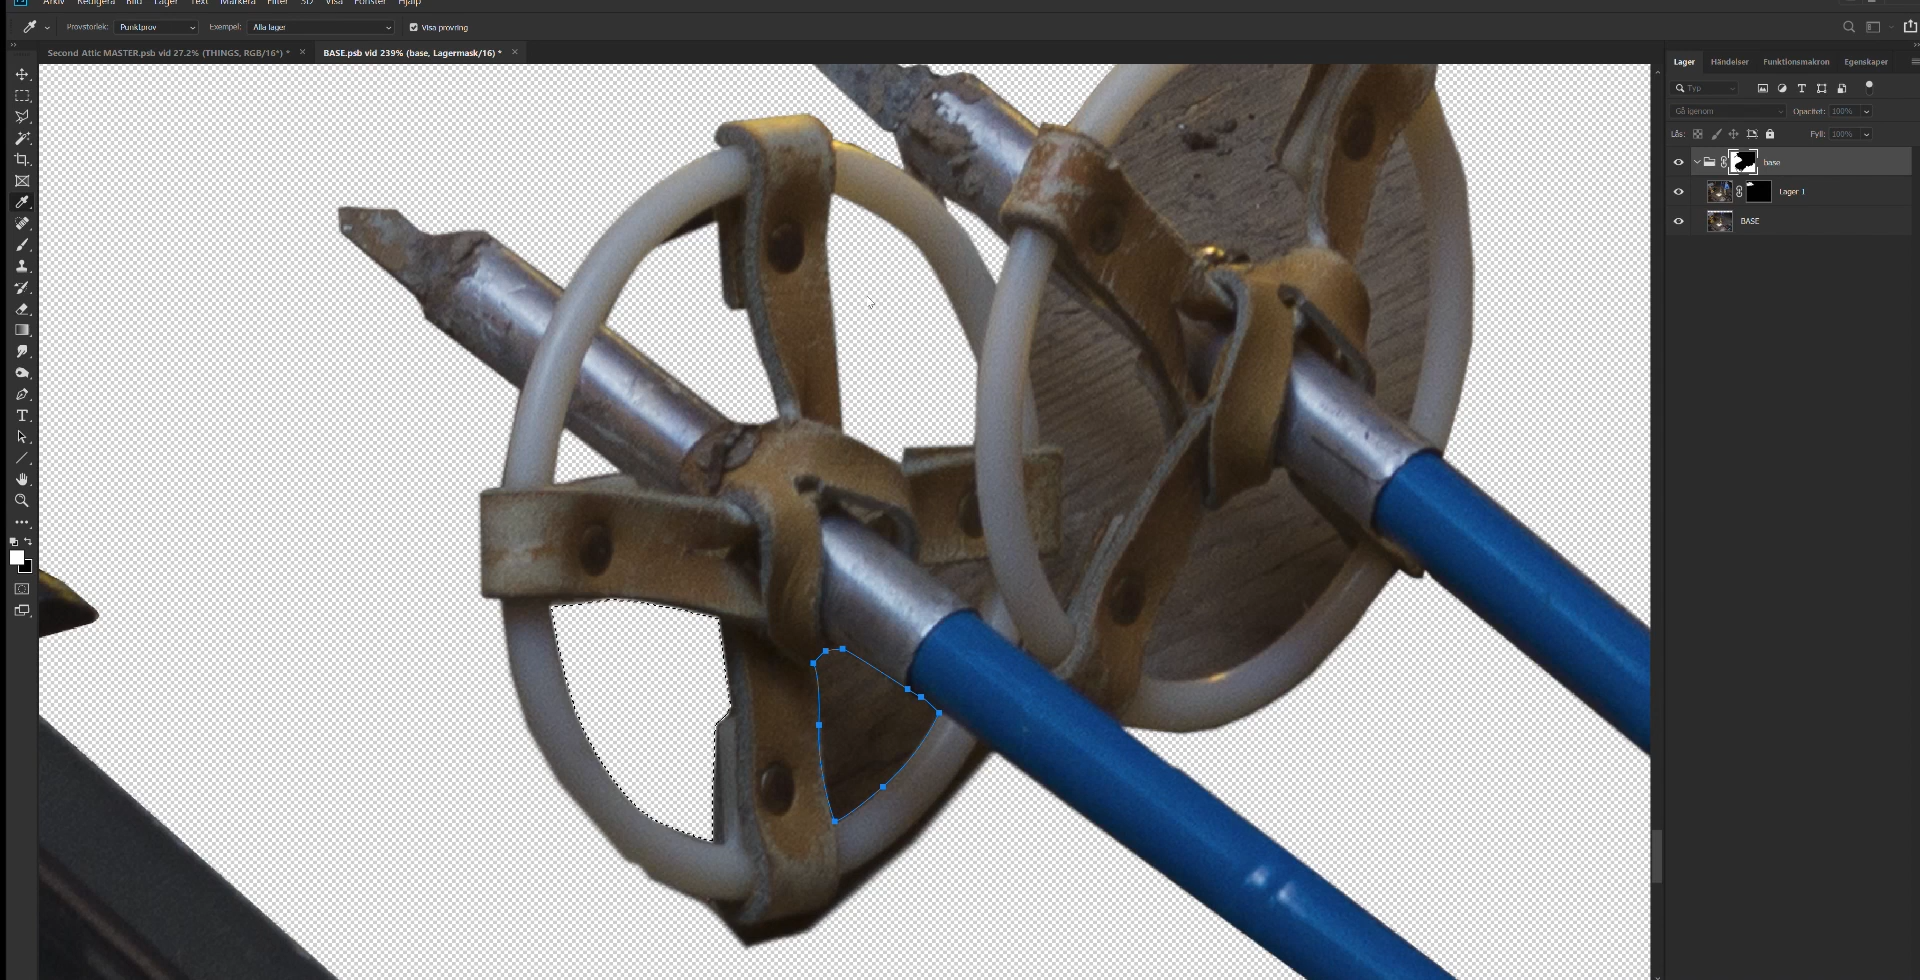 Arkiv Redigera Bild Lager Text Markera Filter 3D Visa Fönster Hjälp
Provstorlek: Punktprov Exempel: Alla lager Visa provring
Second Attic MASTER.psb vid 27.2% (THINGS, RGB/16*) * BASE.psb vid 239% (base, Lagermask/16) *
Lager Händelser Funktionsmakron Egenskaper
Typ
Gå igenom Opacitet: 100%
Lås: Fyll: 100%
base
Lager 1
BASE